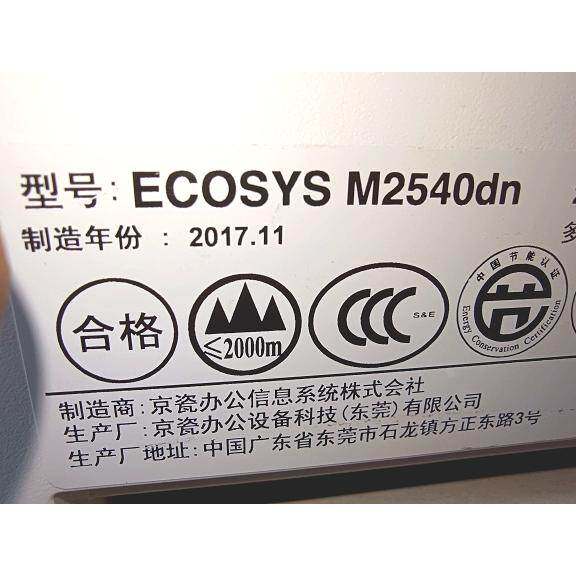 型号: ECOSYS M2540dn
制造年份 : 2017.11
多
合格
≤2000m
CCC S&E
中国节能认证
Energy Conservation Certification
制造商: 京瓷办公信息系统株式会社
生产厂: 京瓷办公设备科技(东莞)有限公司
生产厂地址: 中国广东省东莞市石龙镇方正东路3号